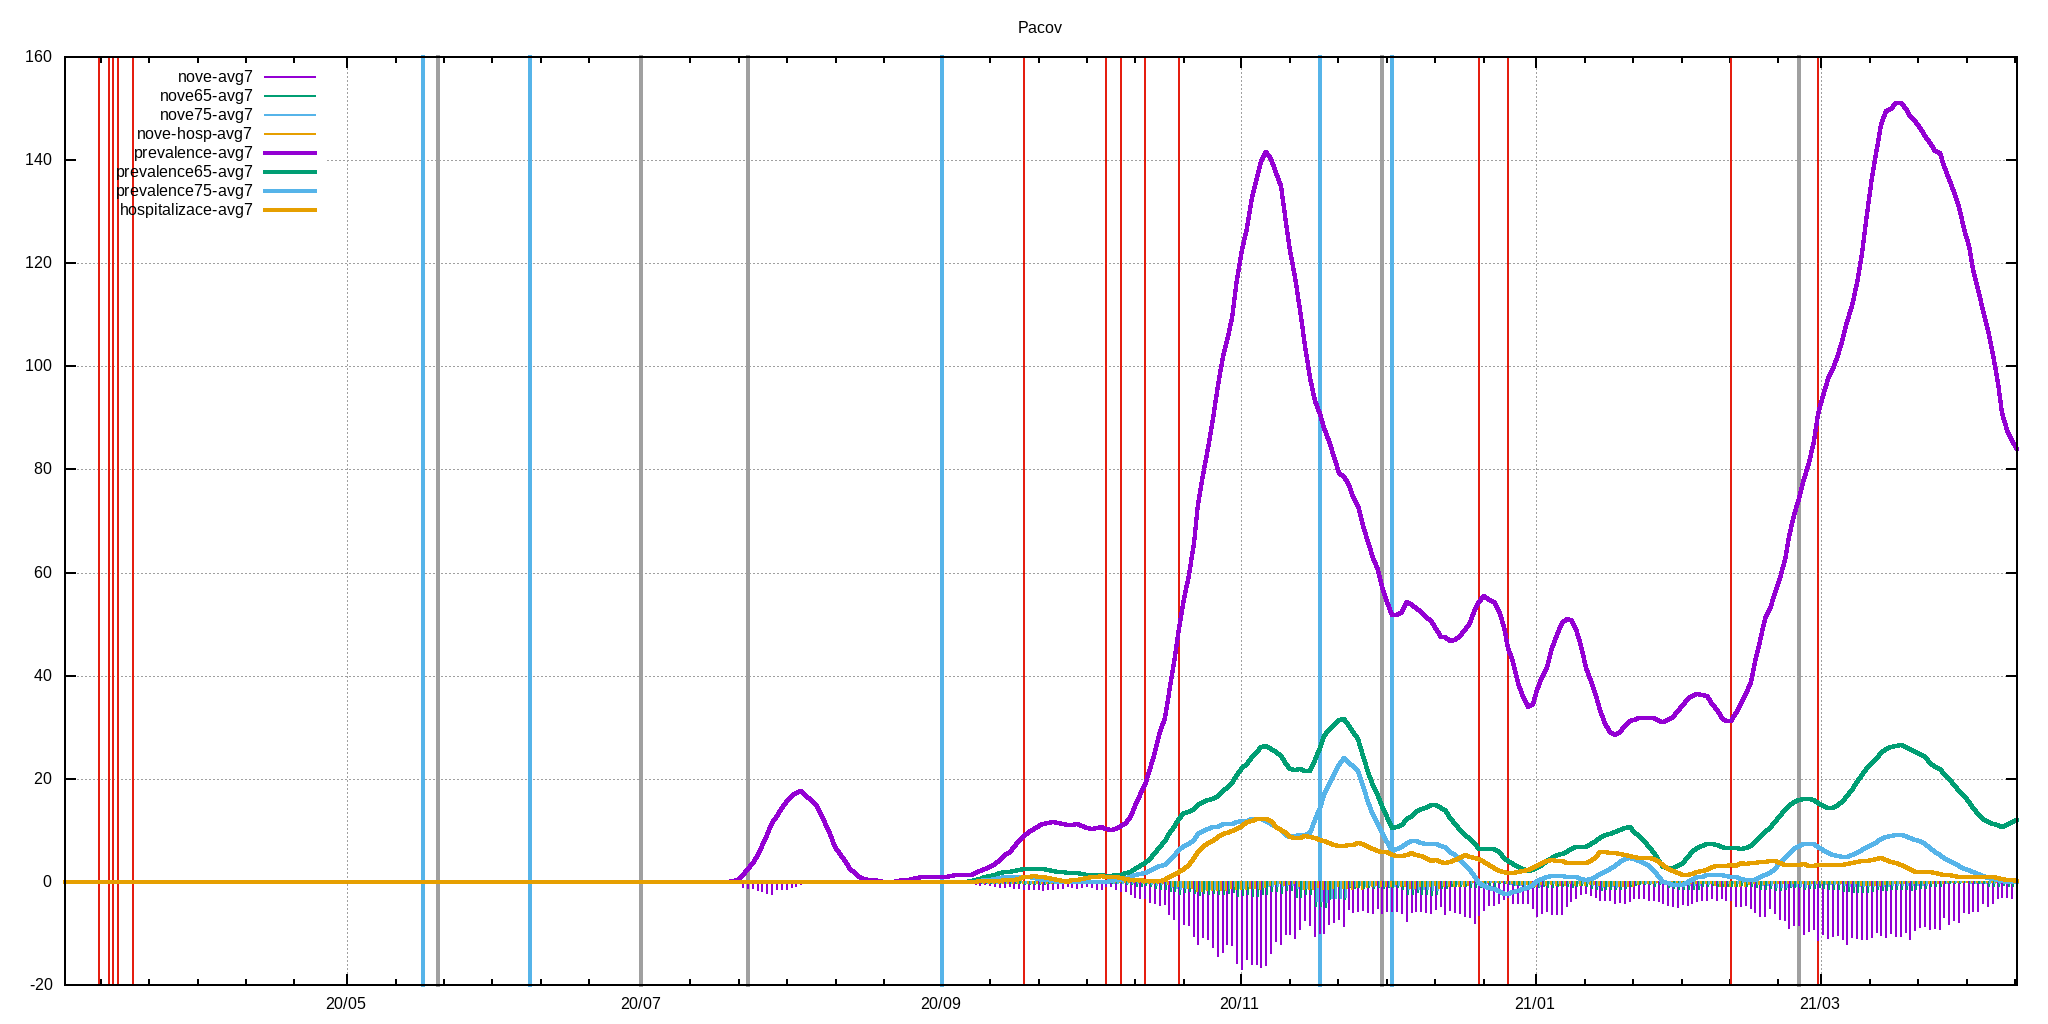 Pacov
160
140
120
100
80
60
40
20
0
-20
nove-avg7
nove65-avg7
nove75-avg7
nove-hosp-avg7
prevalence-avg7
prevalence65-avg7
prevalence75-avg7
hospitalizace-avg7
20/05
20/07
20/09
20/11
21/01
21/03